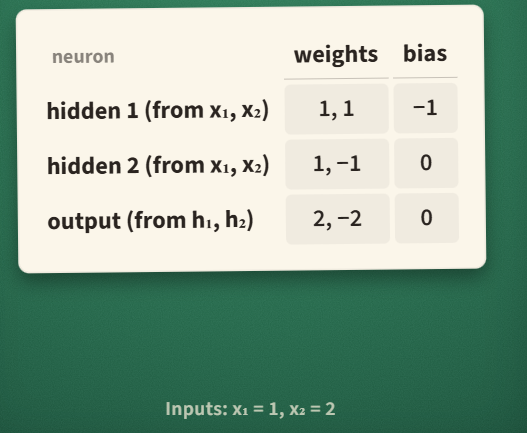 neuron weights bias
hidden 1 (from x₁, x₂) 1, 1 −1
hidden 2 (from x₁, x₂) 1, −1 0
output (from h₁, h₂) 2, −2 0
Inputs: x₁ = 1, x₂ = 2